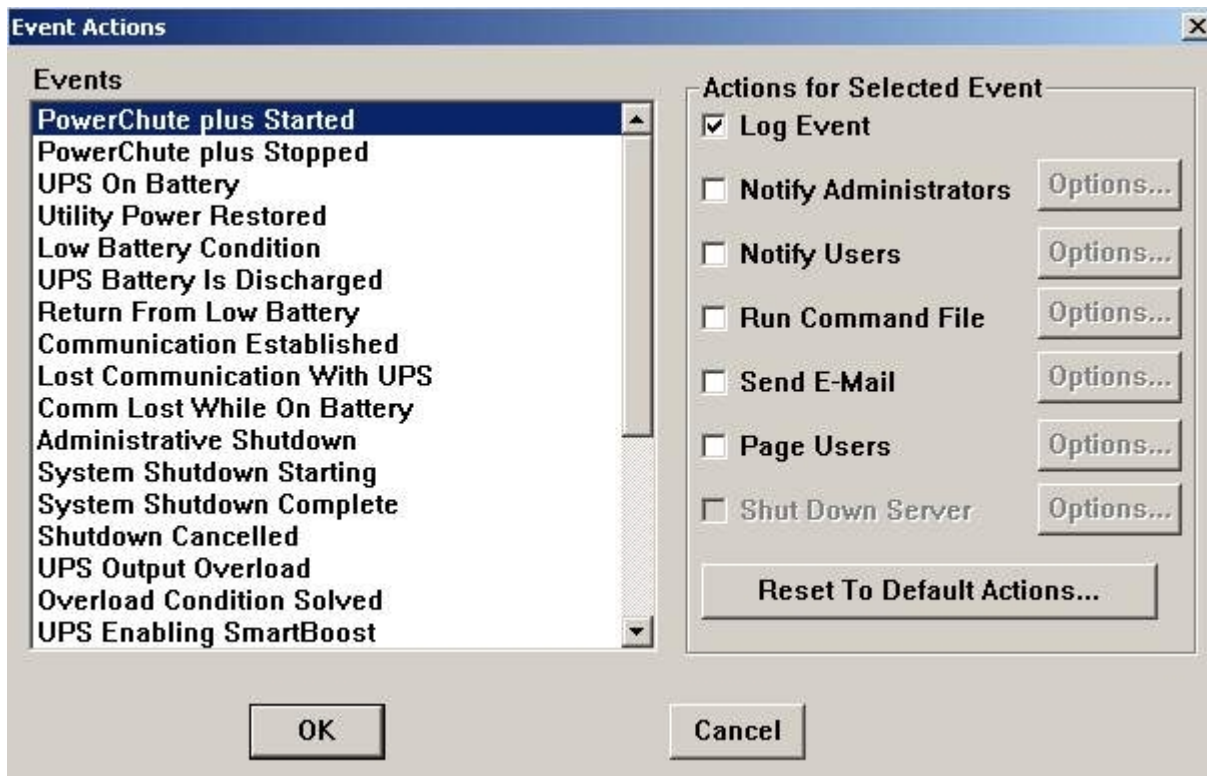 Event Actions
Events
PowerChute plus Started
PowerChute plus Stopped
UPS On Battery
Utility Power Restored
Low Battery Condition
UPS Battery Is Discharged
Return From Low Battery
Communication Established
Lost Communication With UPS
Comm Lost While On Battery
Administrative Shutdown
System Shutdown Starting
System Shutdown Complete
Shutdown Cancelled
UPS Output Overload
Overload Condition Solved
UPS Enabling SmartBoost
Actions for Selected Event
Log Event
Notify Administrators Options...
Notify Users Options...
Run Command File Options...
Send E-Mail Options...
Page Users Options...
Shut Down Server Options...
Reset To Default Actions...
OK
Cancel